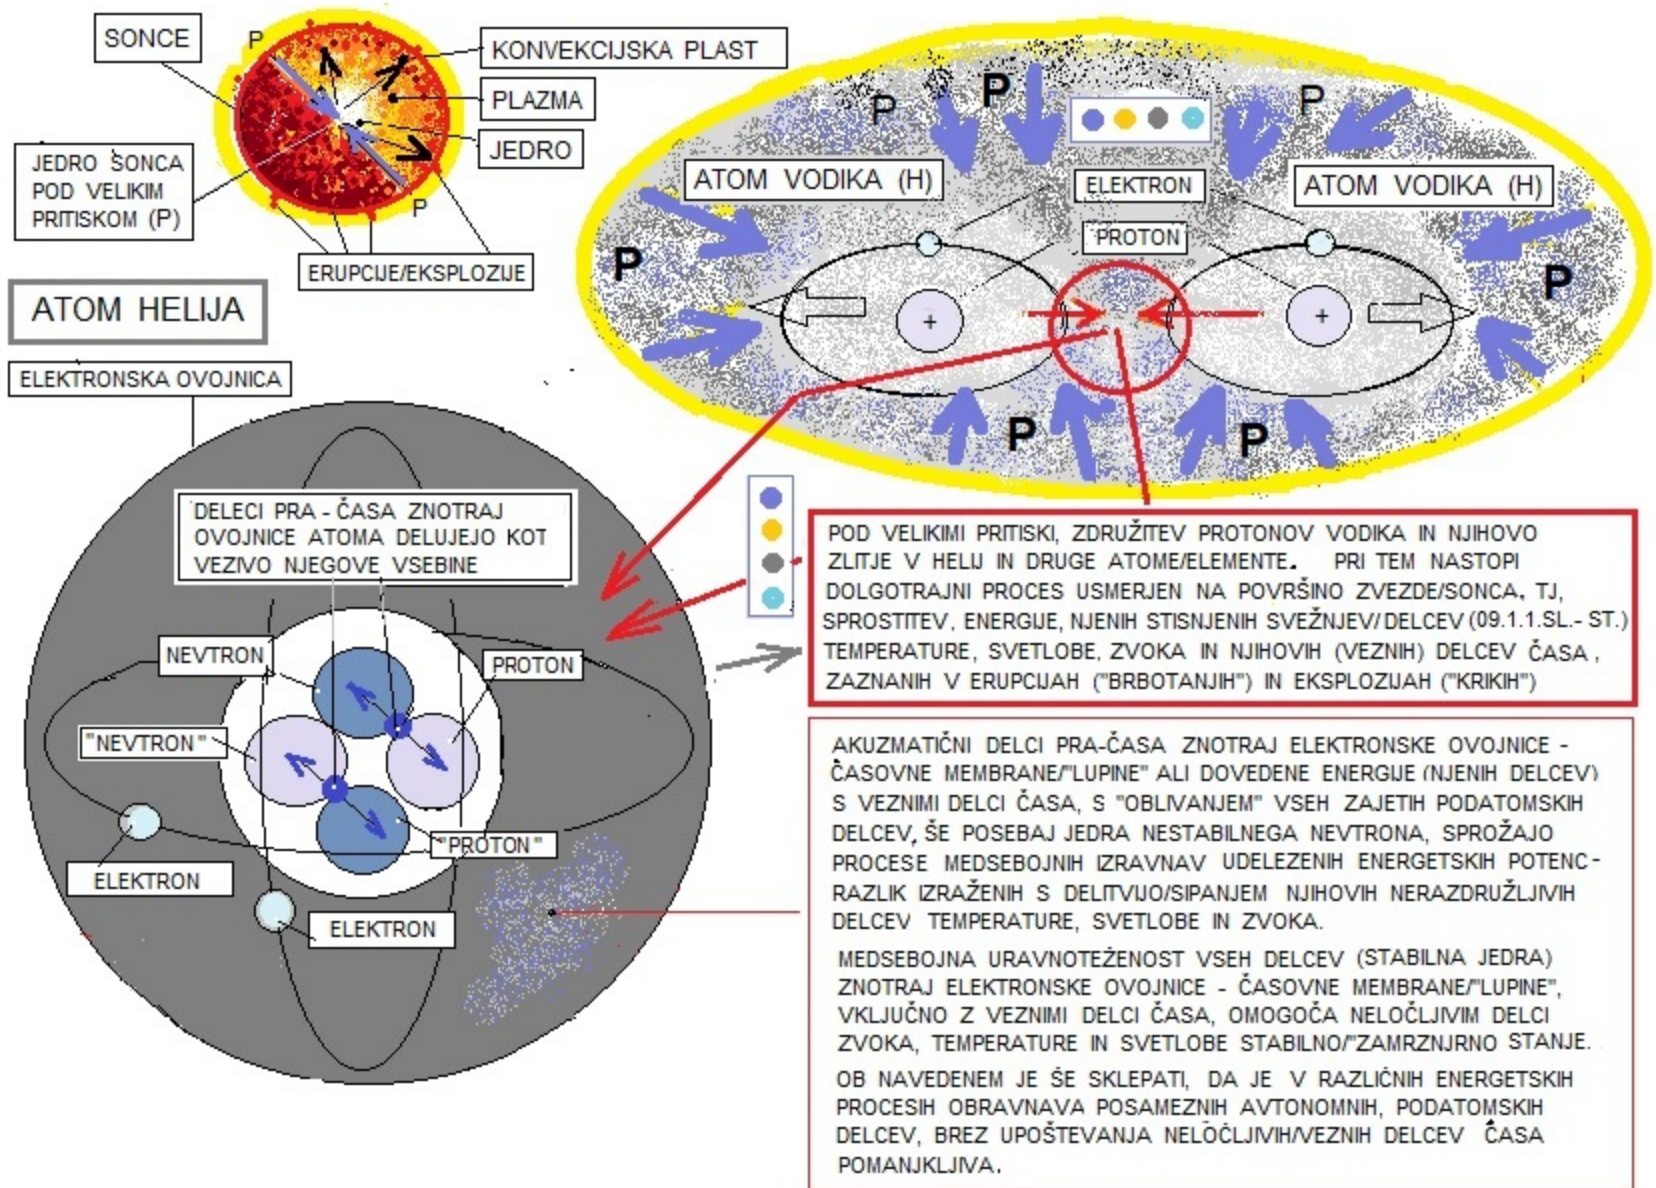 SONCE
P
KONVEKCIJSKA PLAST
PLAZMA
JEDRO
JEDRO SONCA
POD VELIKIM
PRITISKOM (P)
P
ERUPCIJE/EKSPLOZIJE
P
P
P
ATOM VODIKA (H)
ELEKTRON
ATOM VODIKA (H)
PROTON
P
P
+
+
P
P
ATOM HELIJA
ELEKTRONSKA OVOJNICA
DELECI PRA - ČASA ZNOTRAJ
OVOJNICE ATOMA DELUJEJO KOT
VEZIVO NJEGOVE VSEBINE
NEVTRON
PROTON
"NEVTRON"
"PROTON"
ELEKTRON
ELEKTRON
POD VELIKIMI PRITISKI, ZDRUŽITEV PROTONOV VODIKA IN NJIHOVO
ZLITJE V HELIJ IN DRUGE ATOME/ELEMENTE. PRI TEM NASTOPI
DOLGOTRAJNI PROCES USMERJEN NA POVRŠINO ZVEZDE/SONCA, TJ,
SPROSTITEV, ENERGIJE, NJENIH STISNJENIH SVEŽNJEV/DELCEV (09.1.1.SL.- ST.)
TEMPERATURE, SVETLOBE, ZVOKA IN NJIHOVIH (VEZNIH) DELCEV ČASA,
ZAZNANIH V ERUPCIJAH ("BRBOTANJIH") IN EKSPLOZIJAH ("KRIKIH")
AKUZMATIČNI DELCI PRA-ČASA ZNOTRAJ ELEKTRONSKE OVOJNICE -
ČASOVNE MEMBRANE/"LUPINE" ALI DOVEDENE ENERGIJE (NJENIH DELCEV)
S VEZNIMI DELCI ČASA, S "OBLIVANJEM" VSEH ZAJETIH PODATOMSKIH
DELCEV, ŠE POSEBAJ JEDRA NESTABILNEGA NEVTRONA, SPROŽAJO
PROCESE MEDSEBOJNIH IZRAVNAV UDELEZENIH ENERGETSKIH POTENC-
RAZLIK IZRAŽENIH S DELITVIJO/SIPANJEM NJIHOVIH NERAZDRUŽLJIVIH
DELCEV TEMPERATURE, SVETLOBE IN ZVOKA.
MEDSEBOJNA URAVNOTEŽENOST VSEH DELCEV (STABILNA JEDRA)
ZNOTRAJ ELEKTRONSKE OVOJNICE - ČASOVNE MEMBRANE/"LUPINE",
VKLJUČNO Z VEZNIMI DELCI ČASA, OMOGOČA NELOČLJIVIM DELCI
ZVOKA, TEMPERATURE IN SVETLOBE STABILNO/"ZAMRZNJRNO STANJE.
OB NAVEDENEM JE ŠE SKLEPATI, DA JE V RAZLIČNIH ENERGETSKIH
PROCESIH OBRAVNAVA POSAMEZNIH AVTONOMNIH, PODATOMSKIH
DELCEV, BREZ UPOŠTEVANJA NELOČLJIVIH/VEZNIH DELCEV ČASA
POMANJKLJIVA.